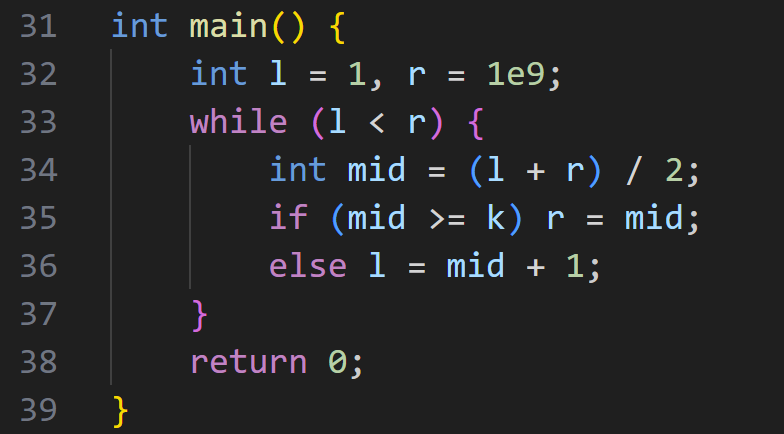 31 int main() {
32     int l = 1, r = 1e9;
33     while (l < r) {
34         int mid = (l + r) / 2;
35         if (mid >= k) r = mid;
36         else l = mid + 1;
37     }
38     return 0;
39 }